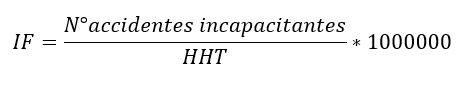 IF = N°accidentes incapacitantes / HHT * 1000000